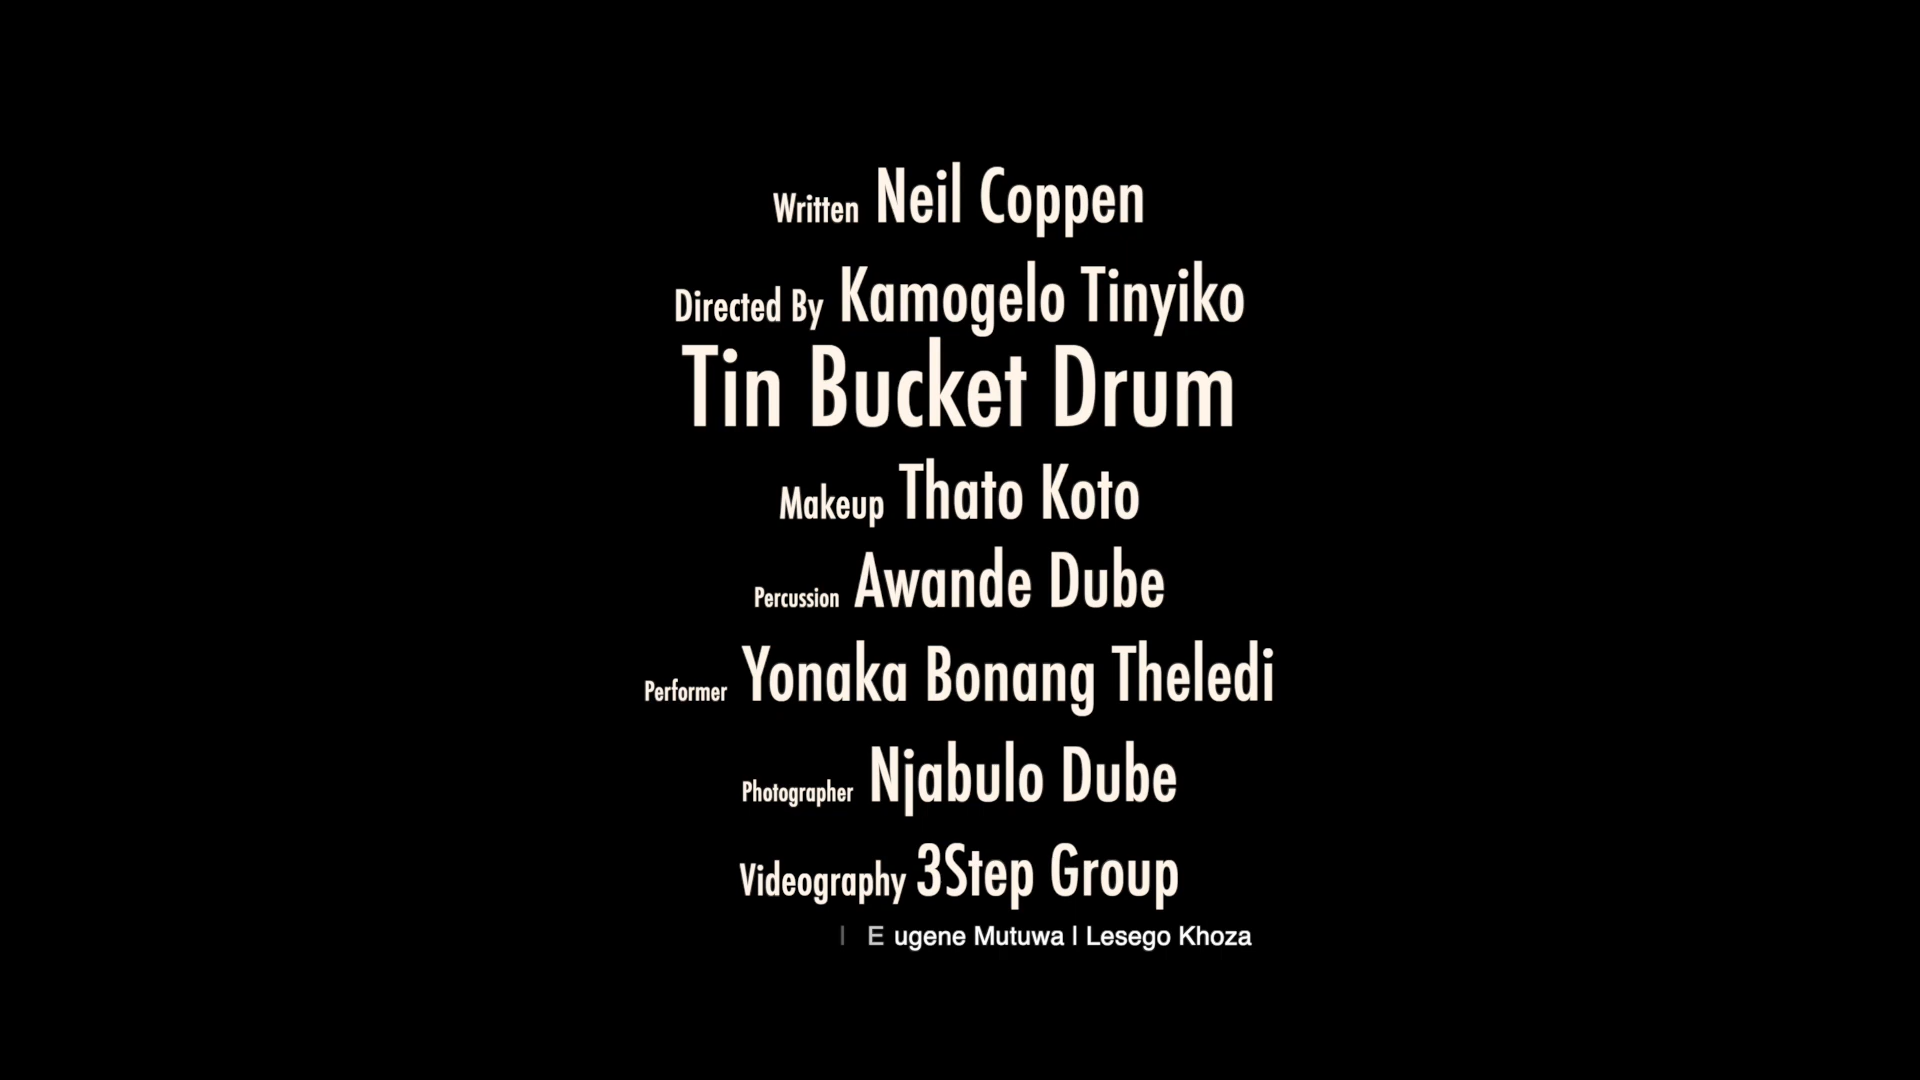 Written Neil Coppen
Directed By Kamogelo Tinyiko
Tin Bucket Drum
Makeup Thato Koto
Percussion Awande Dube
Performer Yonaka Bonang Theledi
Photographer Njabulo Dube
Videography 3Step Group
| Eugene Mutuwa | Lesego Khoza